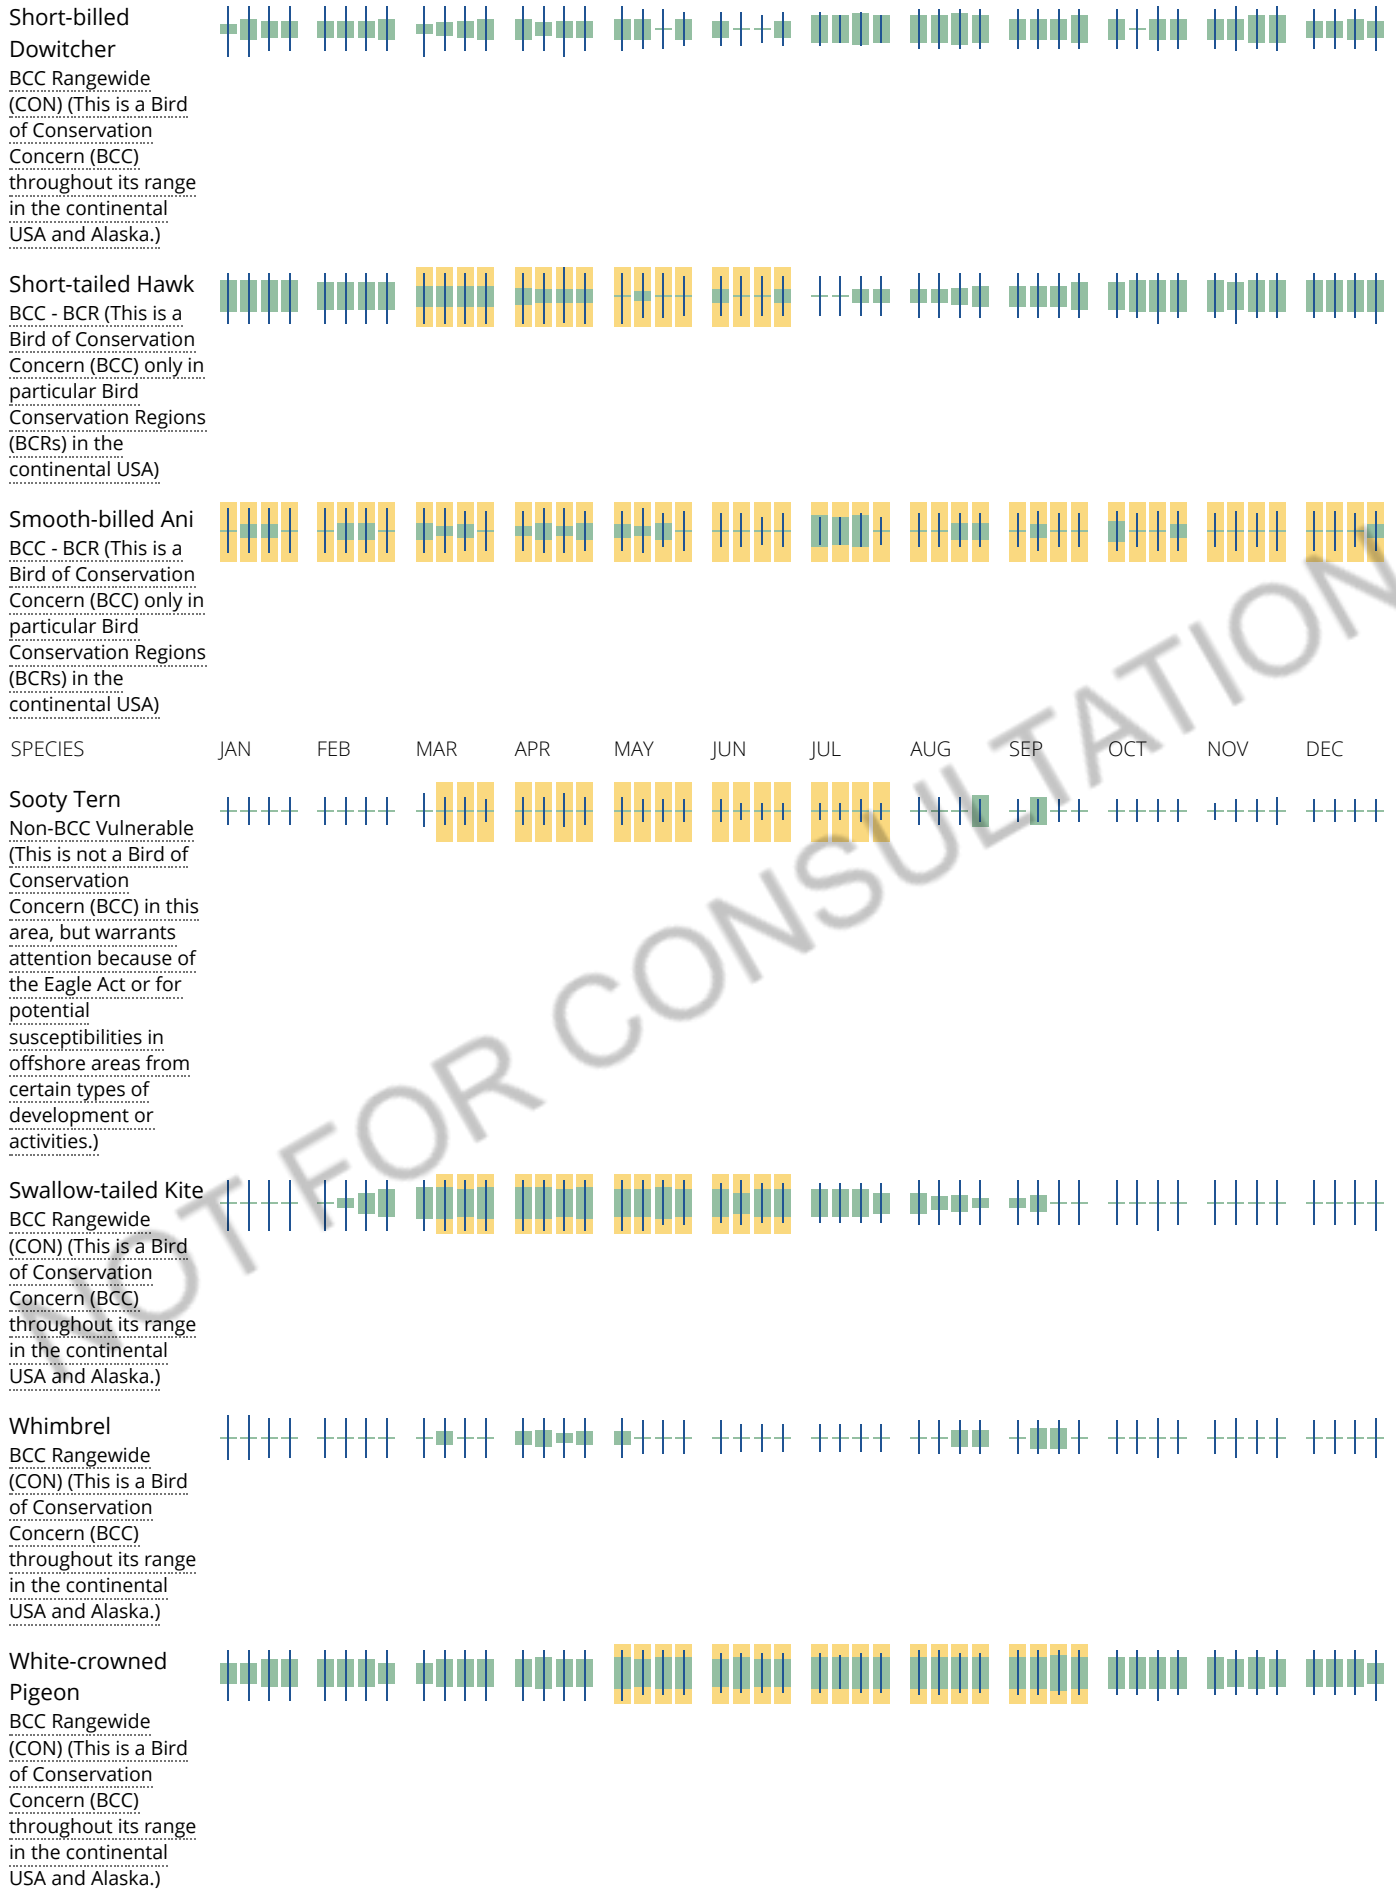 Short-billed
Dowitcher
BCC Rangewide
(CON) (This is a Bird
of Conservation
Concern (BCC)
throughout its range
in the continental
USA and Alaska.)
Short-tailed Hawk
BCC - BCR (This is a
Bird of Conservation
Concern (BCC) only in
particular Bird
Conservation Regions
(BCRs) in the
continental USA)
Smooth-billed Ani
BCC - BCR (This is a
Bird of Conservation
Concern (BCC) only in
particular Bird
Conservation Regions
(BCRs) in the
continental USA)
SPECIES JAN FEB MAR APR MAY JUN JUL AUG SEP OCT NOV DEC
Sooty Tern
Non-BCC Vulnerable
(This is not a Bird of
Conservation
Concern (BCC) in this
area, but warrants
attention because of
the Eagle Act or for
potential
susceptibilities in
offshore areas from
certain types of
development or
activities.)
Swallow-tailed Kite
BCC Rangewide
(CON) (This is a Bird
of Conservation
Concern (BCC)
throughout its range
in the continental
USA and Alaska.)
Whimbrel
BCC Rangewide
(CON) (This is a Bird
of Conservation
Concern (BCC)
throughout its range
in the continental
USA and Alaska.)
White-crowned
Pigeon
BCC Rangewide
(CON) (This is a Bird
of Conservation
Concern (BCC)
throughout its range
in the continental
USA and Alaska.)
NOT FOR CONSULTATION